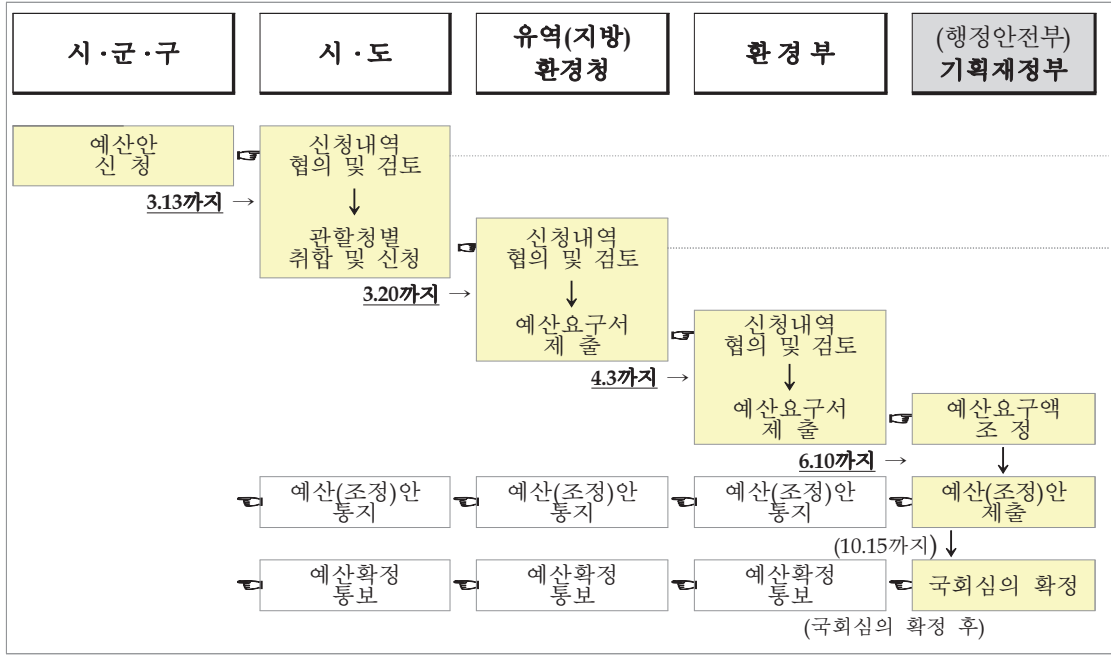 시·군·구
시·도
유역(지방)
환경청
환경부
(행정안전부)
기획재정부
예산안
신 청
☞
신청내역
협의 및 검토
3.13까지 →
↓
관할청별
취합 및 신청
☞
신청내역
협의 및 검토
3.20까지 →
↓
예산요구서
제 출
☞
신청내역
협의 및 검토
4.3까지 →
↓
예산요구서
제 출
☞
예산요구액
조 정
6.10까지 →
↓
☜
예산(조정)안
통지
☜
예산(조정)안
통지
☜
예산(조정)안
통지
☜
예산(조정)안
제출
(10.15까지)
↓
☜
예산확정
통보
☜
예산확정
통보
☜
예산확정
통보
☜
국회심의 확정
(국회심의 확정 후)